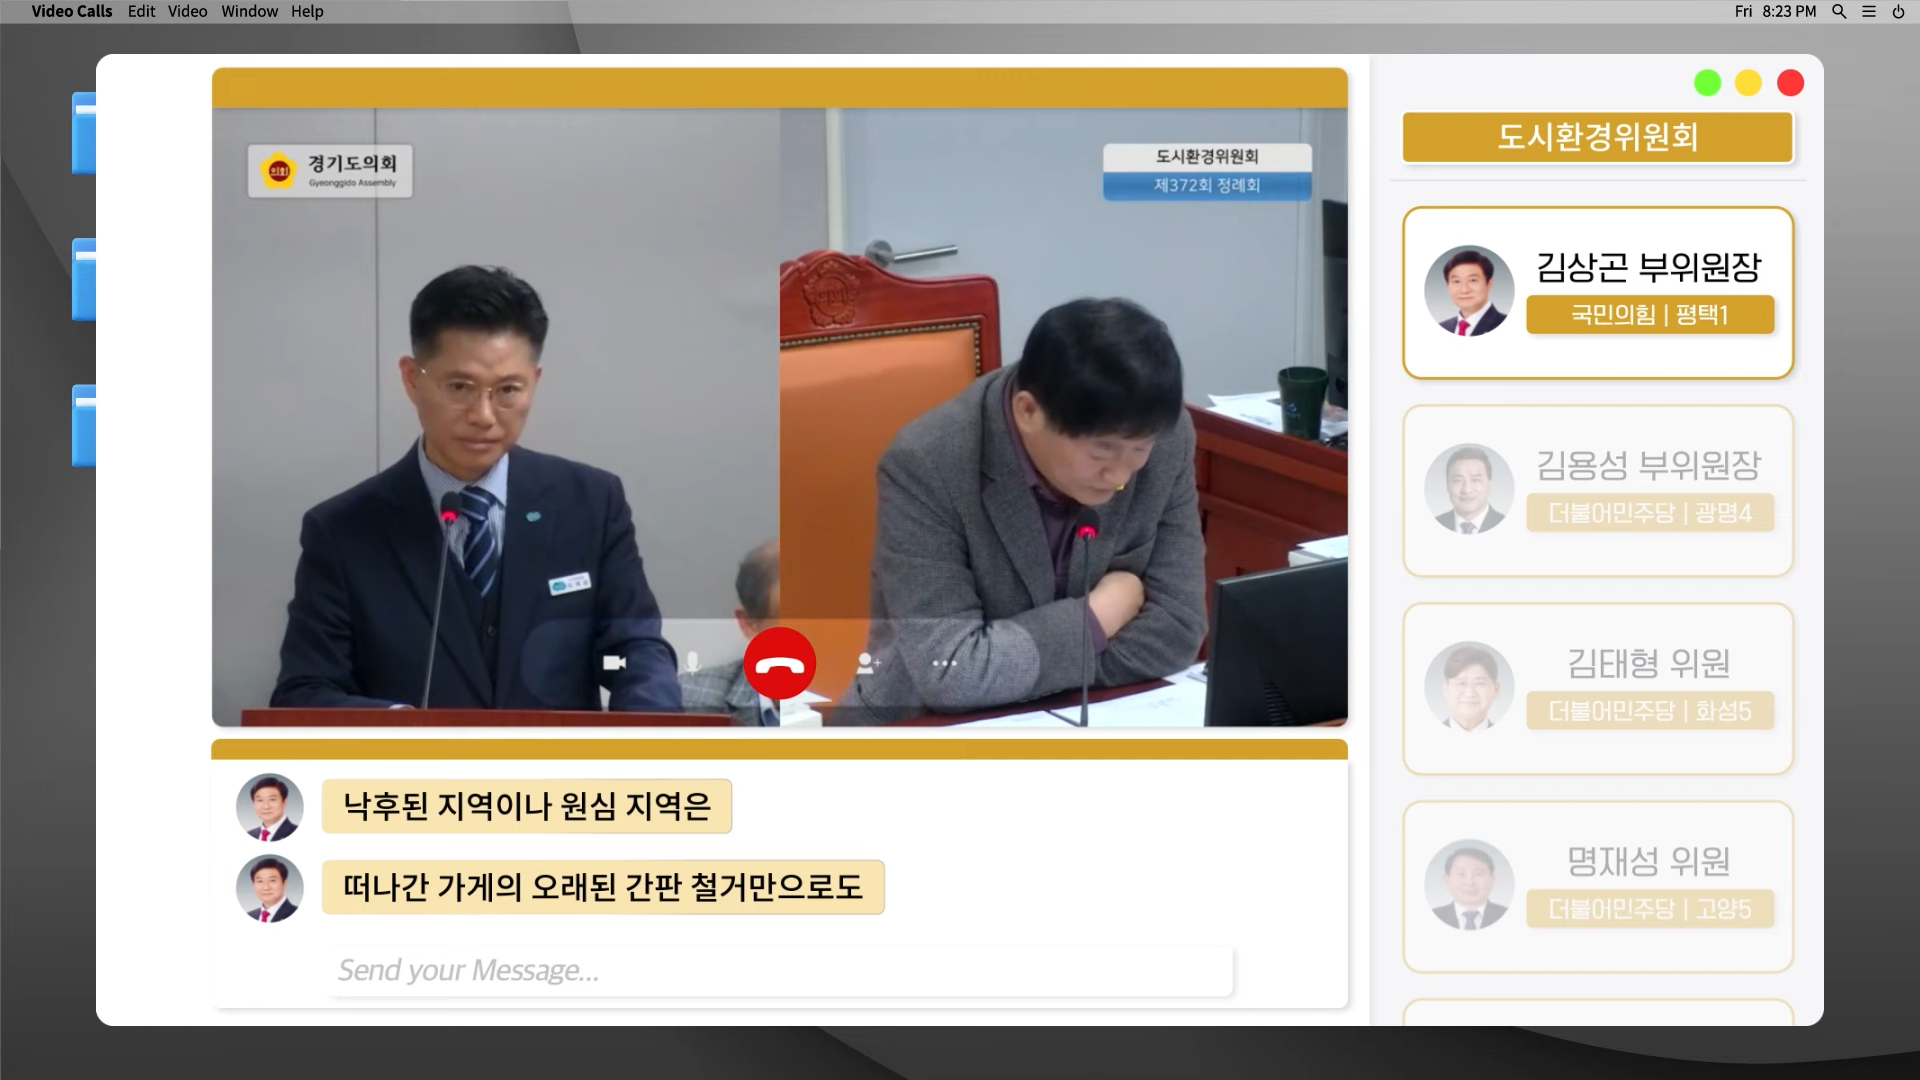 Video Calls Edit Video Window Help
Fri 8:23 PM
경기도의회
Gyeonggido Assembly
의회
도시환경위원회
제372회 정례회
낙후된 지역이나 원심 지역은
떠나간 가게의 오래된 간판 철거만으로도
Send your Message...
도시환경위원회
김상곤 부위원장
국민의힘 | 평택1
김용성 부위원장
더불어민주당 | 광명4
김태형 위원
더불어민주당 | 화성5
명재성 위원
더불어민주당 | 고양5